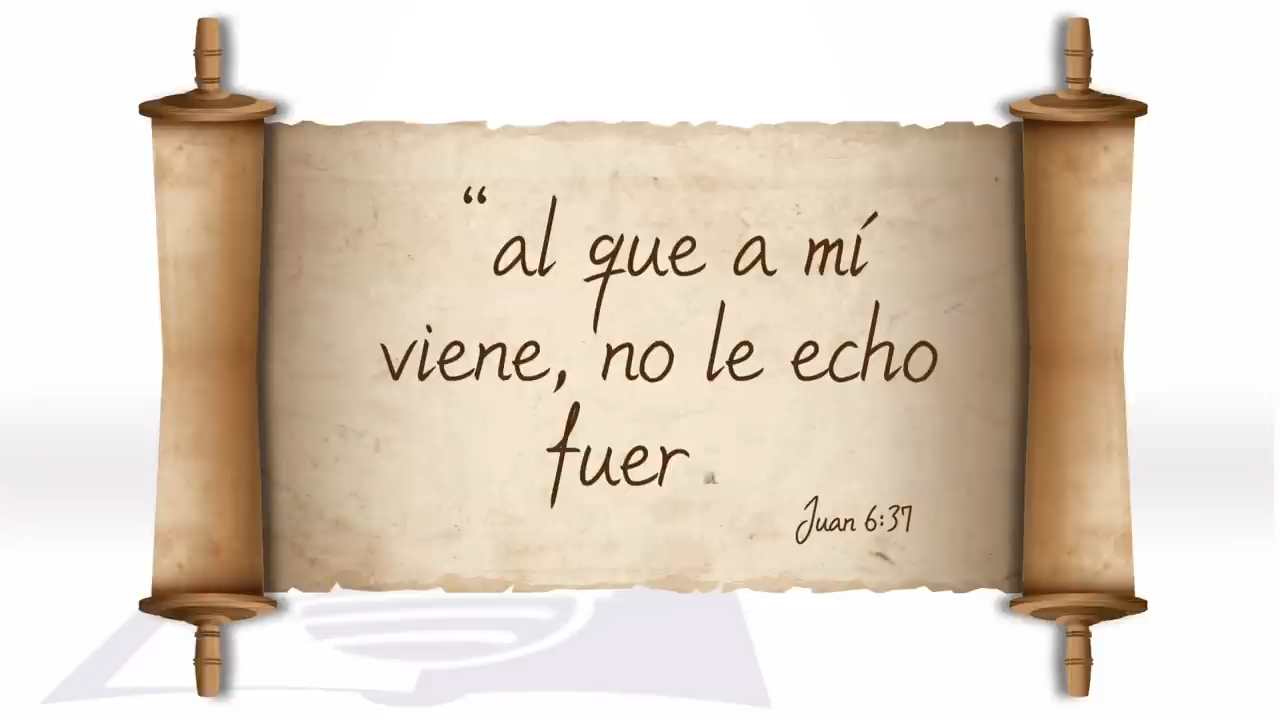 “al que a mí
viene, no le echo
fuer
Juan 6:37